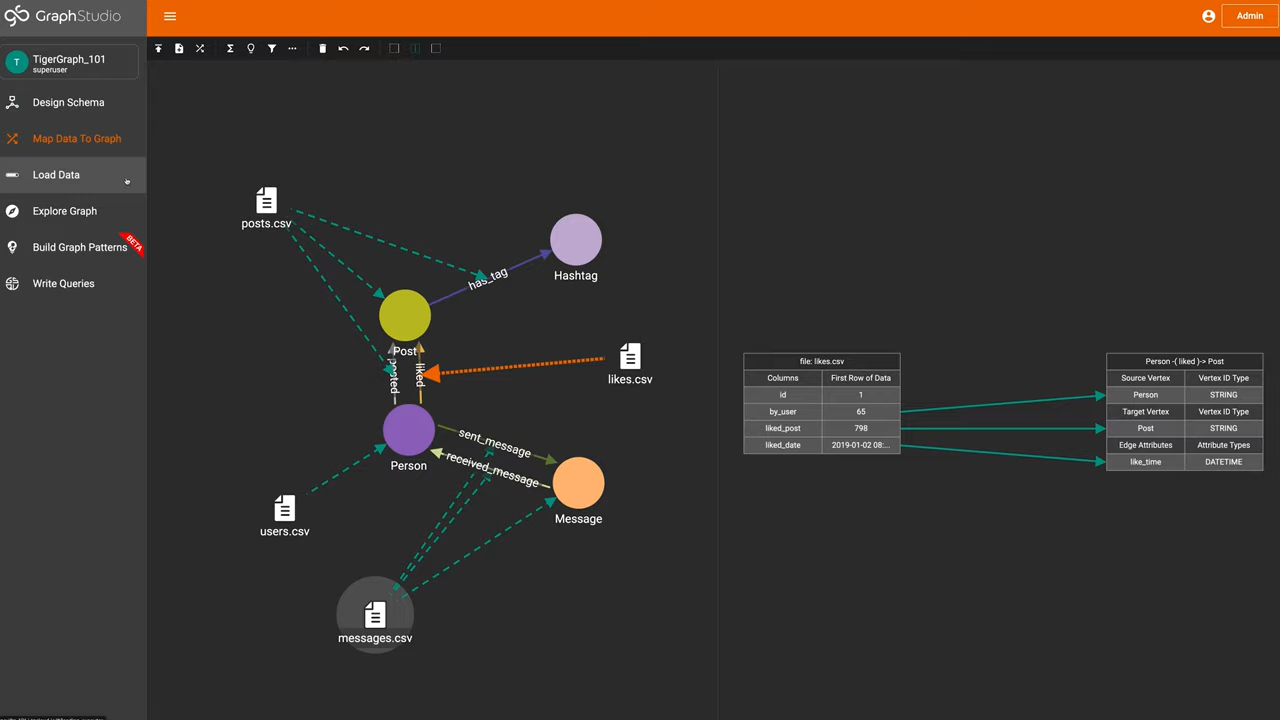 GraphStudio
Admin
T
TigerGraph_101
superuser
Design Schema
Map Data To Graph
Load Data
Explore Graph
Build Graph Patterns
BETA
Write Queries
posts.csv
Hashtag
has_tag
Post
posted
liked
likes.csv
Person
sent_message
received_message
Message
users.csv
messages.csv
file: likes.csv
Columns First Row of Data
id 1
by_user 65
liked_post 798
liked_date 2019-01-02 08:...
Person -( liked )-> Post
Source Vertex Vertex ID Type
Person STRING
Target Vertex Vertex ID Type
Post STRING
Edge Attributes Attribute Types
like_time DATETIME